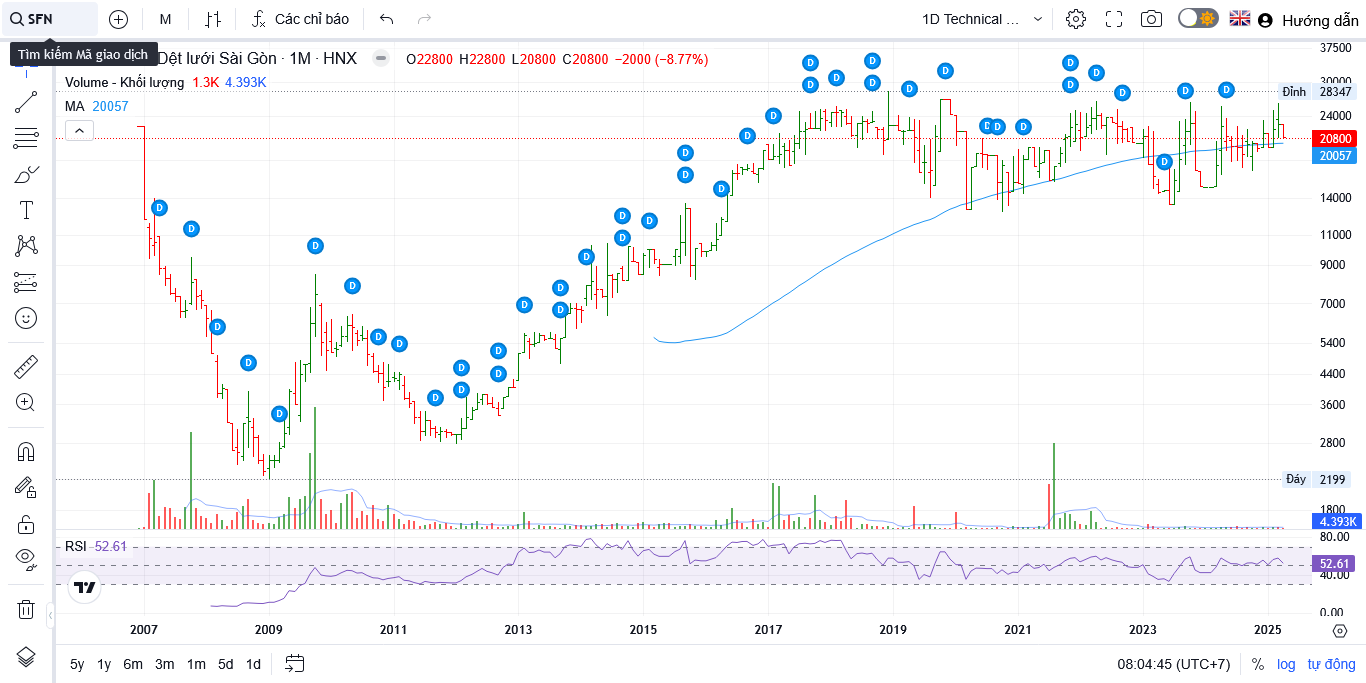 SFN
M
Các chỉ báo
1D Technical ...
Hướng dẫn
Tìm kiếm Mã giao dịch
Dệt lưới Sài Gòn · 1M · HNX
O22800 H22800 L20800 C20800 −2000 (−8.77%)
Volume - Khối lượng 1.3K 4.393K
MA 20057
37500
30000
Đỉnh 28347
24000
20800
20057
14000
11000
9000
7000
5400
4400
3600
2800
Đáy 2199
1800
4.393K
RSI 52.61
80.00
52.61
40.00
0.00
D D D D D D D D D D D D D D D D D D D D D D D D D D D D D D D D D D D D D D D D D D
2007 2009 2011 2013 2015 2017 2019 2021 2023 2025
5y 1y 6m 3m 1m 5d 1d
08:04:45 (UTC+7)
% log tự động